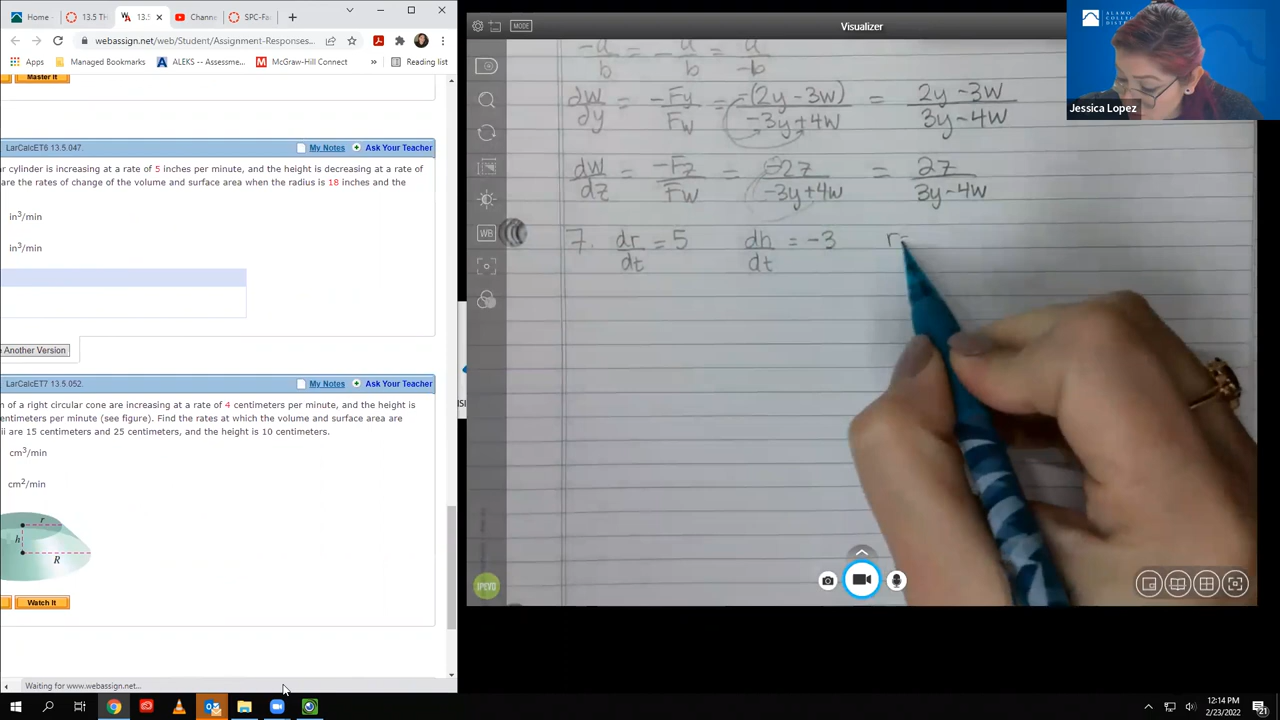 Home -
13.5 TH
13.5
Channe
SPC-Fa
webassign.net/web/Student/Assignment-Responses...
Apps
Managed Bookmarks
ALEKS -- Assessme...
McGraw-Hill Connect
»
Reading list
Master It
LarCalcET6 13.5.047.
My Notes
Ask Your Teacher
r cylinder is increasing at a rate of 5 inches per minute, and the height is decreasing at a rate of
are the rates of change of the volume and surface area when the radius is 18 inches and the
in3/min
in3/min
Another Version
LarCalcET7 13.5.052.
My Notes
Ask Your Teacher
n of a right circular cone are increasing at a rate of 4 centimeters per minute, and the height is
entimeters per minute (see figure). Find the rates at which the volume and surface area are
ii are 15 centimeters and 25 centimeters, and the height is 10 centimeters.
cm3/min
cm2/min
r
h
R
Watch It
Waiting for www.webassign.net...
MODE
Visualizer
WB
IPEVO
ALAMO
COLLEGES
DISTRICT
Jessica Lopez
-a/b = -a/b = a/-b
∂w/∂y = -Fy/Fw = -(2y-3w)/-3y+4w = 2y-3w/3y-4w
∂w/∂z = -Fz/Fw = -2z/-3y+4w = 2z/3y-4w
7. dr/dt = 5 dh/dt = -3 r=
12:14 PM
2/23/2022
21